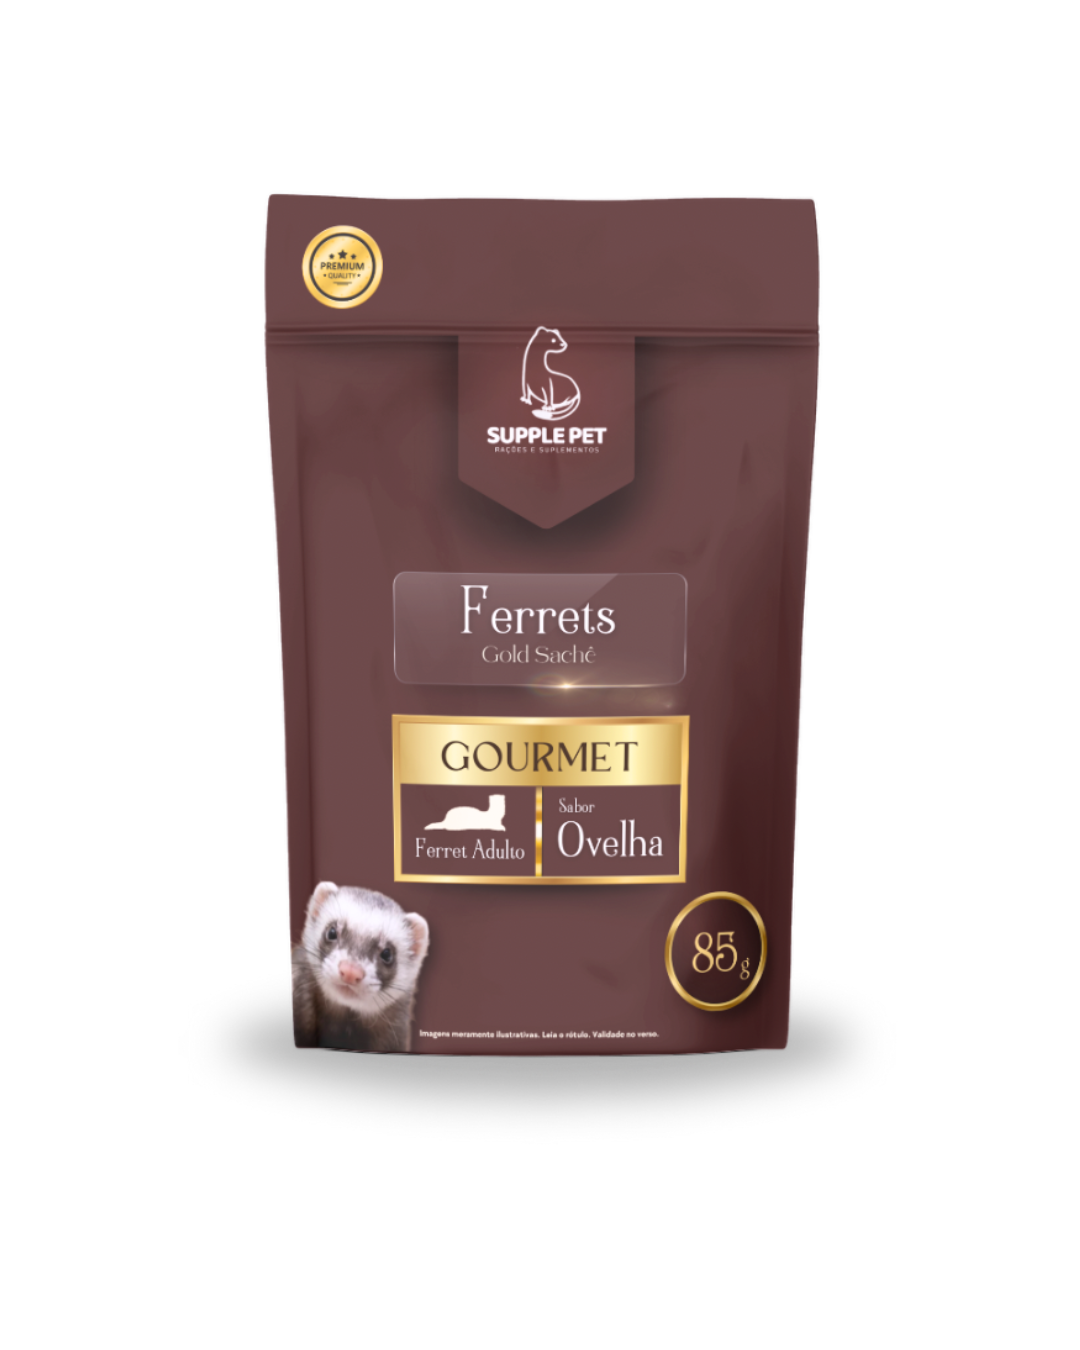 PREMIUM
• QUALITY •
SUPPLE PET
RAÇÕES E SUPLEMENTOS
Ferrets
Gold Sachê
GOURMET
Ferret Adulto
Sabor
Ovelha
85g
Imagens meramente ilustrativas. Leia o rótulo. Validade no verso.